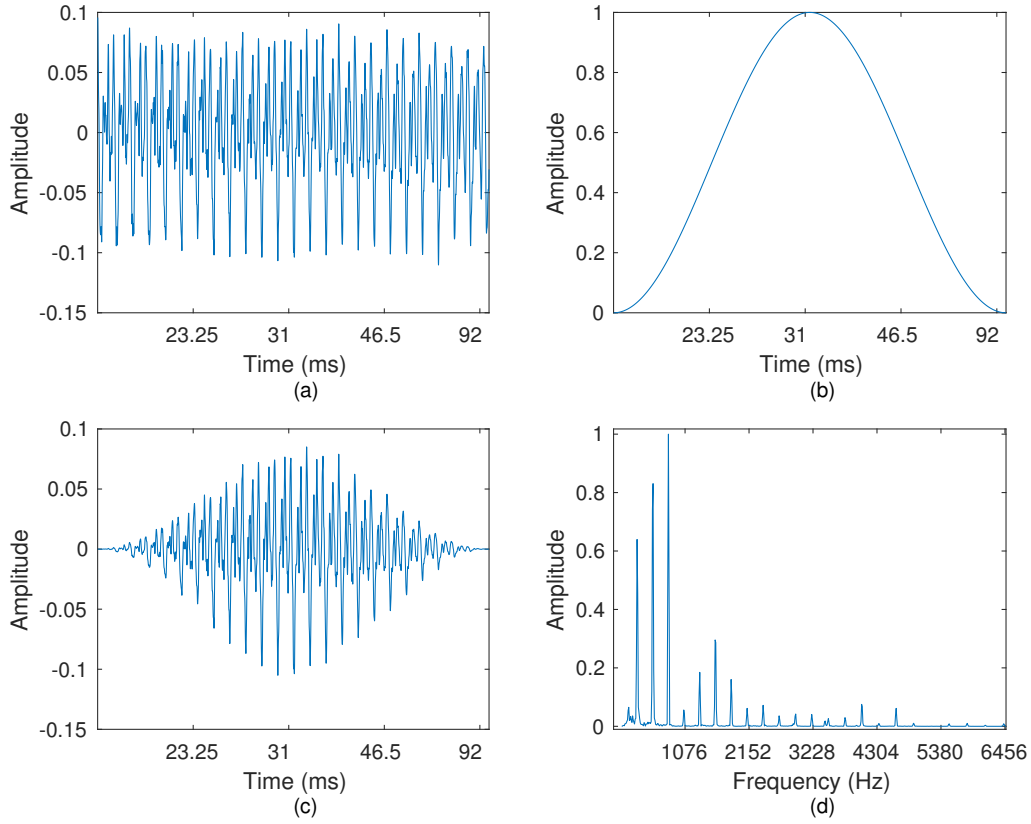 0.1
0.05
0
-0.05
-0.1
-0.15
Amplitude
23.25 31 46.5 92
Time (ms)
(a)
1
0.8
0.6
0.4
0.2
0
Amplitude
23.25 31 46.5 92
Time (ms)
(b)
0.1
0.05
0
-0.05
-0.1
-0.15
Amplitude
23.25 31 46.5 92
Time (ms)
(c)
1
0.8
0.6
0.4
0.2
0
Amplitude
1076 2152 3228 4304 5380 6456
Frequency (Hz)
(d)